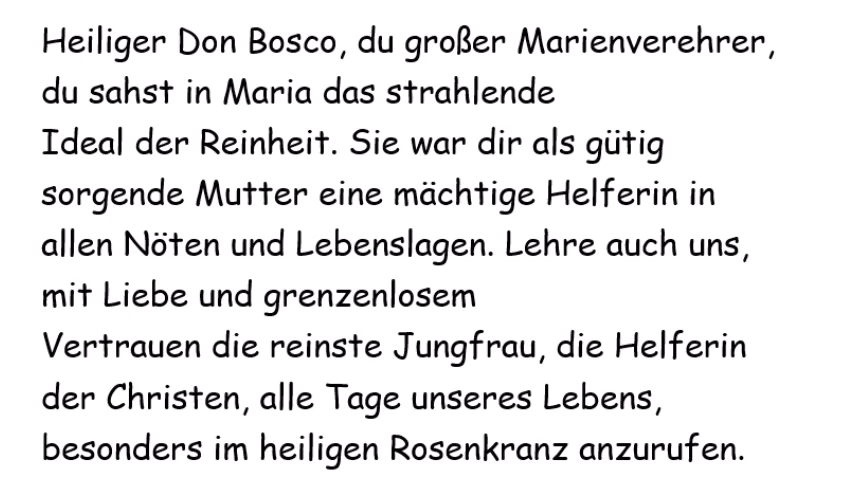 Heiliger Don Bosco, du großer Marienverehrer,
du sahst in Maria das strahlende
Ideal der Reinheit. Sie war dir als gütig
sorgende Mutter eine mächtige Helferin in
allen Nöten und Lebenslagen. Lehre auch uns,
mit Liebe und grenzenlosem
Vertrauen die reinste Jungfrau, die Helferin
der Christen, alle Tage unseres Lebens,
besonders im heiligen Rosenkranz anzurufen.